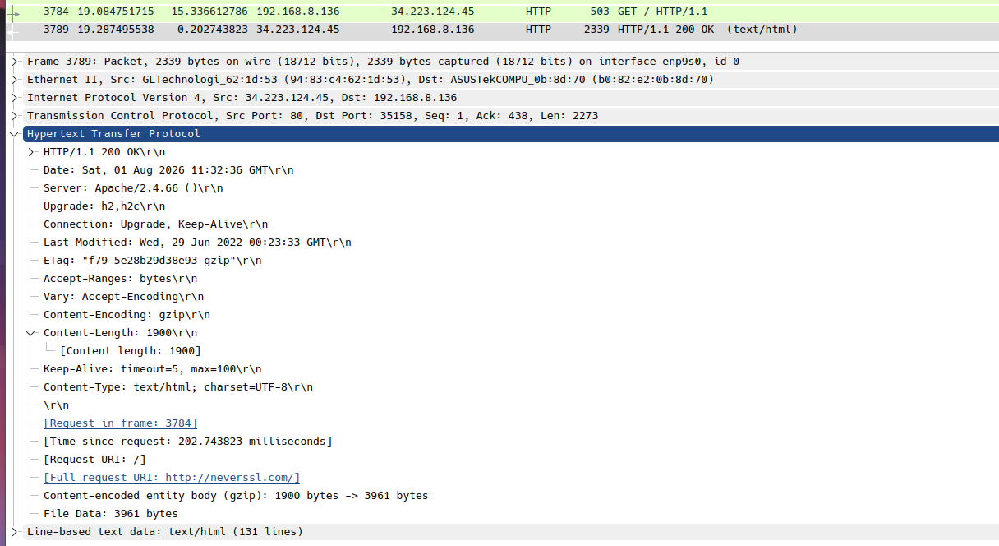 3784 19.084751715 15.336612786 192.168.8.136 34.223.124.45 HTTP 503 GET / HTTP/1.1
3789 19.287495538 0.202743823 34.223.124.45 192.168.8.136 HTTP 2339 HTTP/1.1 200 OK (text/html)
Frame 3789: Packet, 2339 bytes on wire (18712 bits), 2339 bytes captured (18712 bits) on interface enp9s0, id 0
Ethernet II, Src: GLTechnologi_62:1d:53 (94:83:c4:62:1d:53), Dst: ASUSTekCOMPU_0b:8d:70 (b0:82:e2:0b:8d:70)
Internet Protocol Version 4, Src: 34.223.124.45, Dst: 192.168.8.136
Transmission Control Protocol, Src Port: 80, Dst Port: 35158, Seq: 1, Ack: 438, Len: 2273
Hypertext Transfer Protocol
HTTP/1.1 200 OK\r\n
Date: Sat, 01 Aug 2026 11:32:36 GMT\r\n
Server: Apache/2.4.66 ()\r\n
Upgrade: h2,h2c\r\n
Connection: Upgrade, Keep-Alive\r\n
Last-Modified: Wed, 29 Jun 2022 00:23:33 GMT\r\n
ETag: "f79-5e28b29d38e93-gzip"\r\n
Accept-Ranges: bytes\r\n
Vary: Accept-Encoding\r\n
Content-Encoding: gzip\r\n
Content-Length: 1900\r\n
[Content length: 1900]
Keep-Alive: timeout=5, max=100\r\n
Content-Type: text/html; charset=UTF-8\r\n
\r\n
[Request in frame: 3784]
[Time since request: 202.743823 milliseconds]
[Request URI: /]
[Full request URI: http://neverssl.com/]
Content-encoded entity body (gzip): 1900 bytes -> 3961 bytes
File Data: 3961 bytes
Line-based text data: text/html (131 lines)